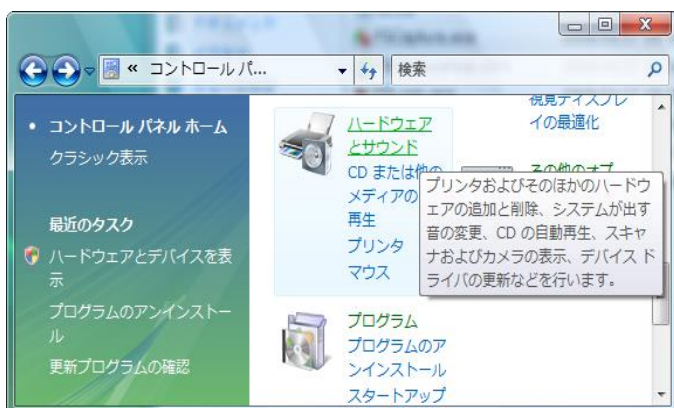 « コントロール パ...
検索
• コントロール パネル ホーム
クラシック表示
最近のタスク
ハードウェアとデバイスを表
示
プログラムのアンインストー
ル
更新プログラムの確認
ハードウェア
とサウンド
CD または他の
メディアの
再生
プリンタ
マウス
プログラム
プログラムのア
ンインストール
スタートアップ
視覚ディスプレ
イの最適化
その他のオプ
プリンタおよびそのほかのハードウ
ェアの追加と削除、システムが出す
音の変更、CD の自動再生、スキャ
ナおよびカメラの表示、デバイス ド
ライバの更新などを行います。